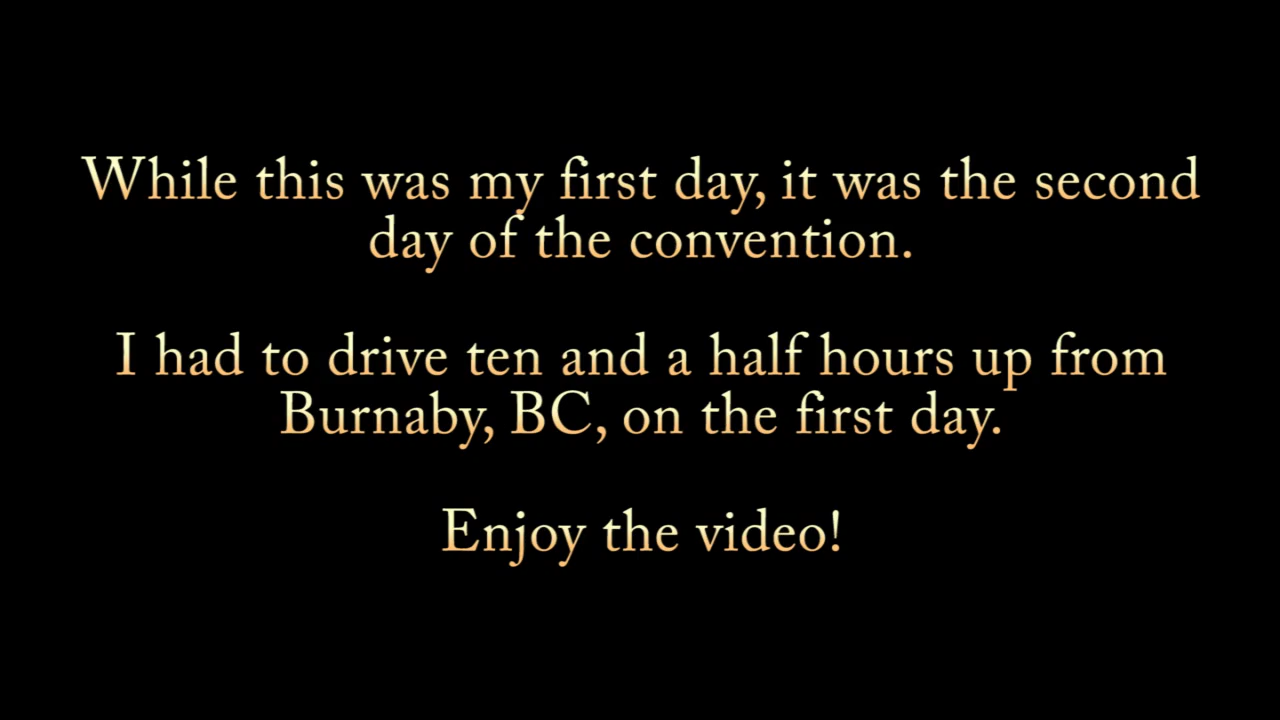 While this was my first day, it was the second
day of the convention.
I had to drive ten and a half hours up from
Burnaby, BC, on the first day.
Enjoy the video!